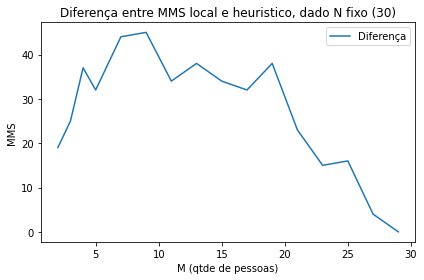 Diferença entre MMS local e heuristico, dado N fixo (30)
Diferença
40
30
20
10
0
MMS
5
10
15
20
25
30
M (qtde de pessoas)